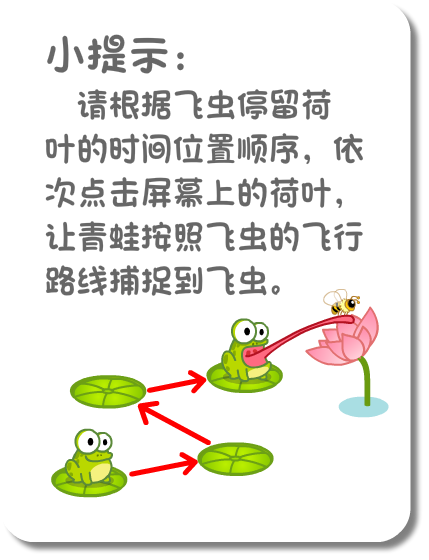 小提示：
请根据飞虫停留荷
叶的时间位置顺序，依
次点击屏幕上的荷叶，
让青蛙按照飞虫的飞行
路线捕捉到飞虫。